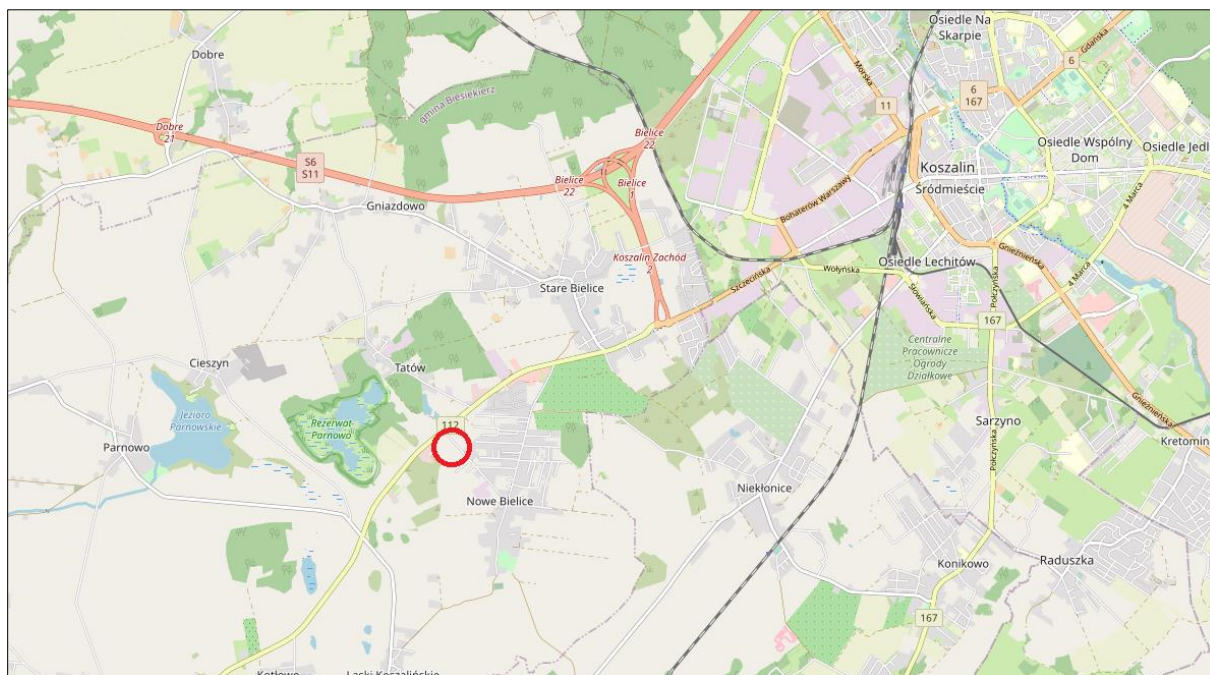 Osiedle Na
Skarpie
Dobre
Gdańska
6
Morska
gmina Biesiekierz
11
6
167
Dobre
21
Bielice
22
Osiedle Wspólny
Dom
Osiedle Jedl
S6
S11
Koszalin
Śródmieście
Bielice
22
Bielice
1
4 Marca
Bohaterów Warszawy
Gniazdowo
Gnieźnieńska
Koszalin Zachód
2
Osiedle Lechitów
Wołyńska
Szczecińska
4 Marca
Połczyńska
Stare Bielice
Słowiańska
167
Centralne
Pracownicze
Ogrody
Działkowe
Cieszyn
Tatów
Gnieźnieńska
Jezioro
Parnowskie
Rezerwat
Parnowo
112
Sarzyno
Parnowo
Połczyńska
Kretomin
Niekłonice
Nowe Bielice
Konikowo
Raduszka
167
Kotłowo
Laski Koszalińskie